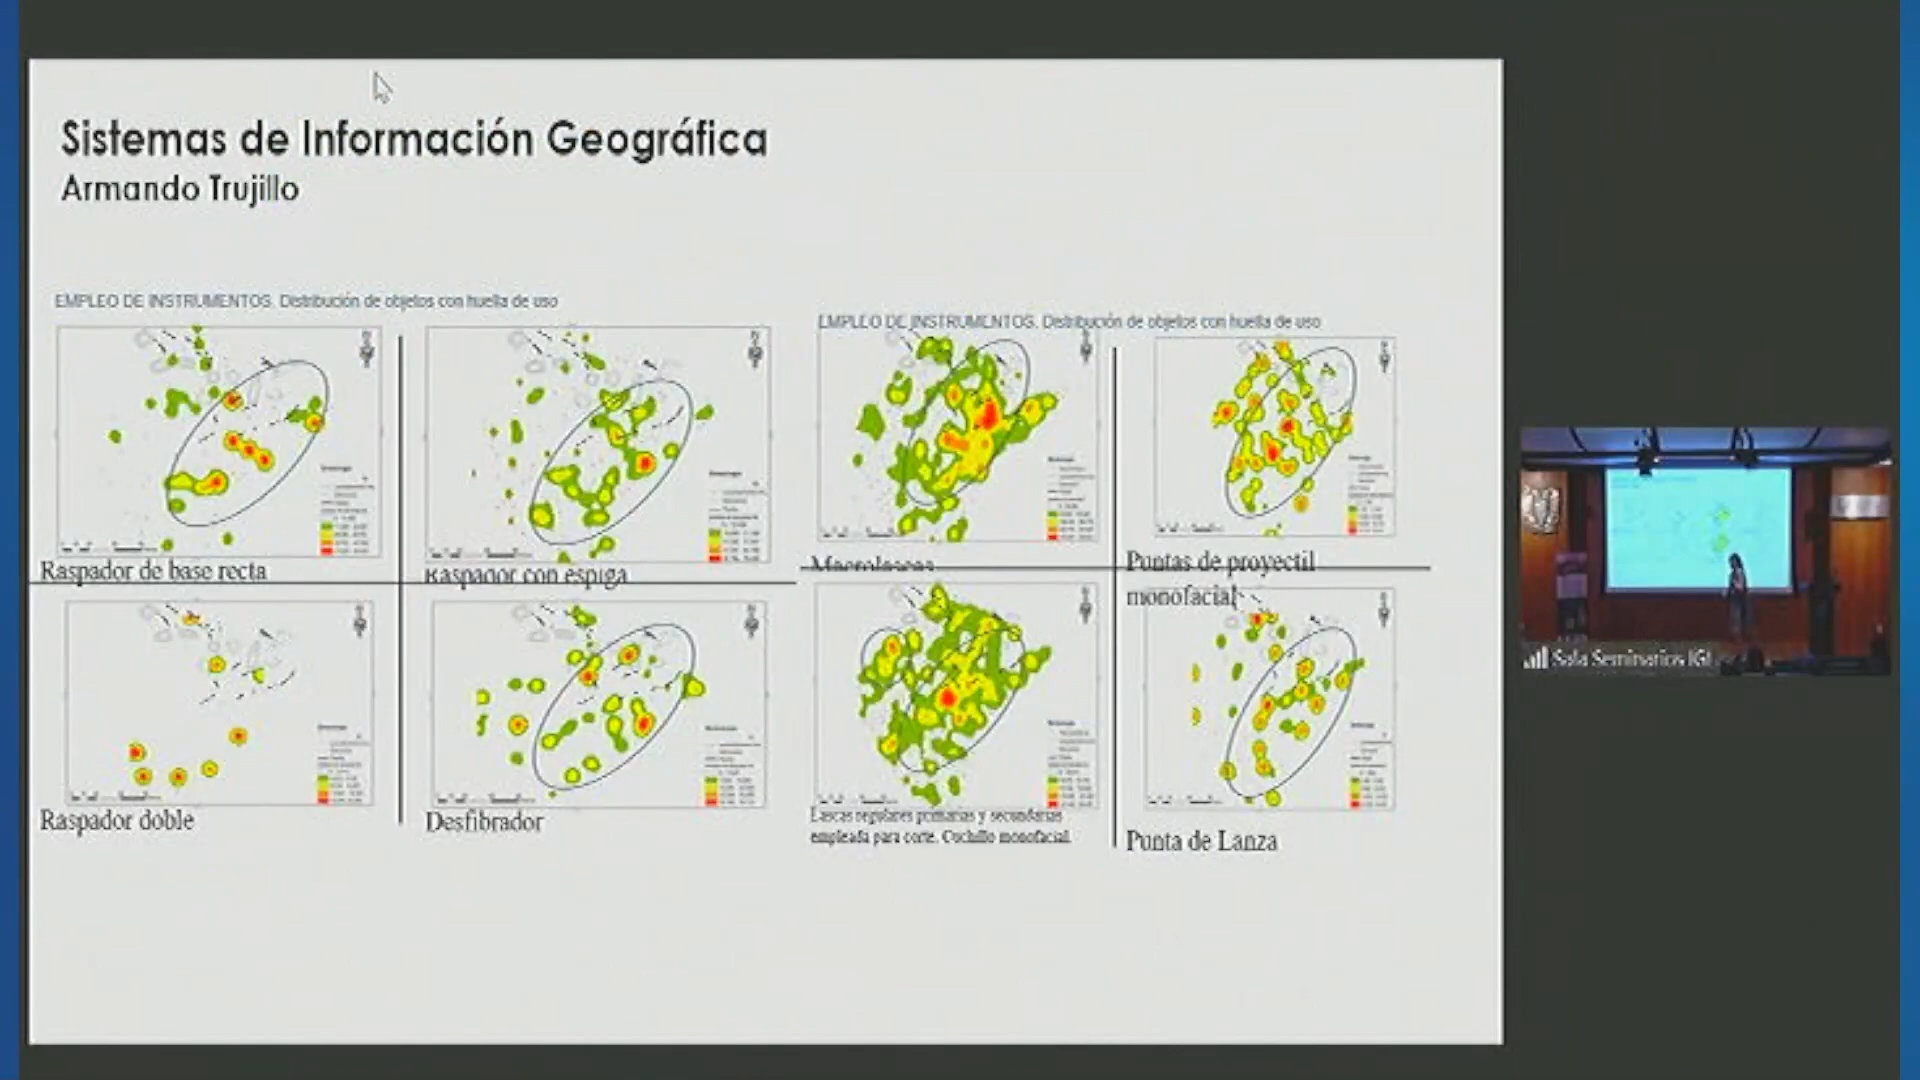 Sistemas de Información Geográfica
Armando Trujillo
EMPLEO DE INSTRUMENTOS. Distribución de objetos con huella de uso
EMPLEO DE INSTRUMENTOS. Distribución de objetos con huella de uso
Raspador de base recta
Raspador con espiga
Macrolascas
Puntas de proyectil
monofacial
Raspador doble
Desfibrador
Lascas regulares primarias y secundarias
empleada para corte. Cuchillo monofacial.
Punta de Lanza
Sala Seminarios IGl